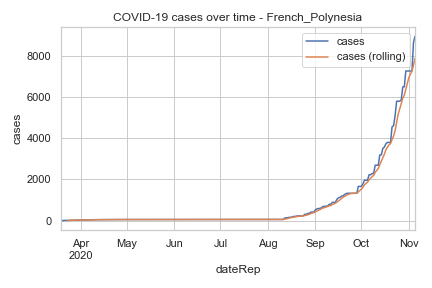 COVID-19 cases over time - French_Polynesia
cases
cases (rolling)
8000
6000
4000
2000
0
cases
Apr May Jun Jul Aug Sep Oct Nov
2020
dateRep